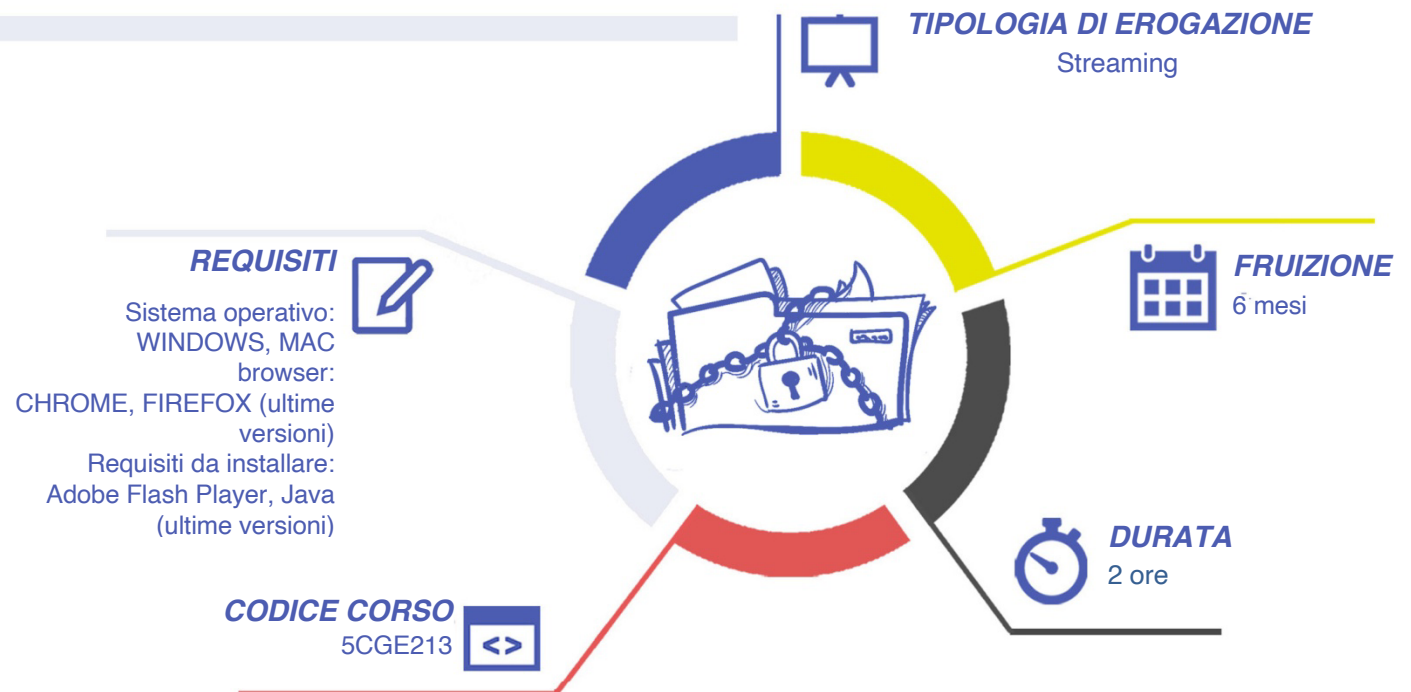 TIPOLOGIA DI EROGAZIONE
Streaming
REQUISITI
Sistema operativo:
WINDOWS, MAC
browser:
CHROME, FIREFOX (ultime
versioni)
Requisiti da installare:
Adobe Flash Player, Java
(ultime versioni)
FRUIZIONE
6 mesi
DURATA
2 ore
CODICE CORSO
5CGE213